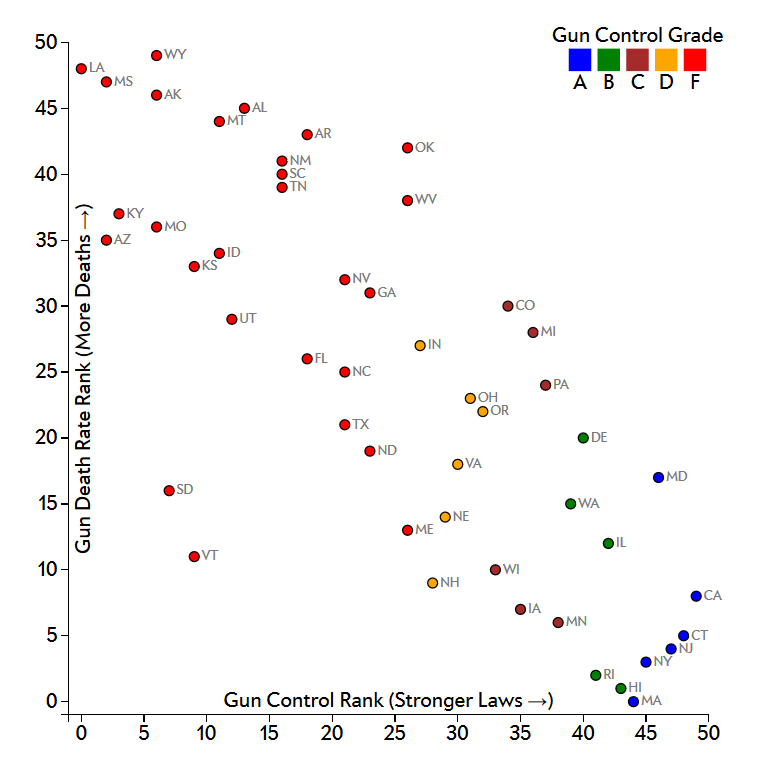 Gun Control Grade
A B C D F
50
WY
LA
MS
AK
45
AL
MT
AR
OK
NM
40
SC
TN
WV
KY
MO
35
AZ
ID
KS
NV
GA
30
CO
UT
MI
IN
FL
25
NC
PA
OH
OR
TX
20
DE
ND
VA
MD
SD
15
WA
NE
ME
IL
VT
10
WI
NH
CA
IA
MN
5
CT
NJ
NY
RI
HI
0
MA
Gun Death Rate Rank (More Deaths →)
Gun Control Rank (Stronger Laws →)
0 5 10 15 20 25 30 35 40 45 50